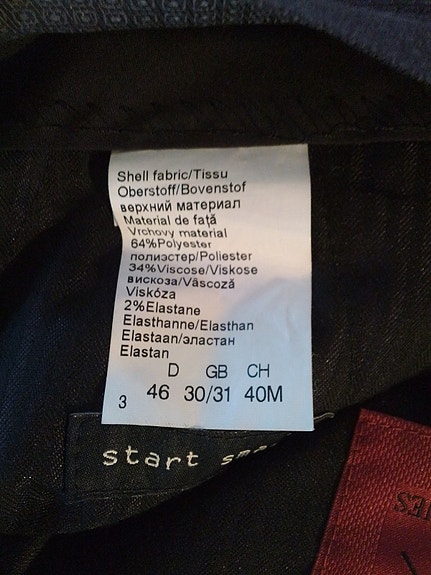 Shell fabric/Tissu
Oberstoff/Bovenstof
верхний материал
Material de faţă
Vrchovy material
64%Polyester
полиэстер/Poliester
34%Viscose/Viskose
вискоза/Vâscoză
Viskóza
2%Elastane
Elasthanne/Elasthan
Elastaan/эластан
Elastan
D GB CH
3 46 30/31 40M
start